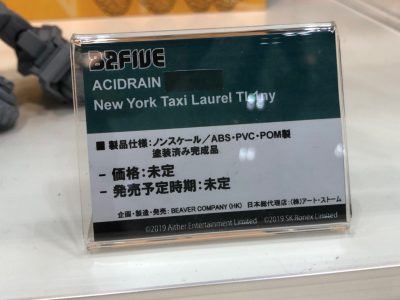 B2FIVE
ACIDRAIN
New York Taxi Laurel
■ 製品仕様：ノンスケール／ABS・PVC・POM製
塗装済み完成品
- 価格：未定
- 発売予定時期：未定
企画・製造・発売：BEAVER COMPANY(HK) 日本総代理店：(株)アート・ストーム
©2019 Aither Entertainment Limited ©2019 SK Bonex Limited